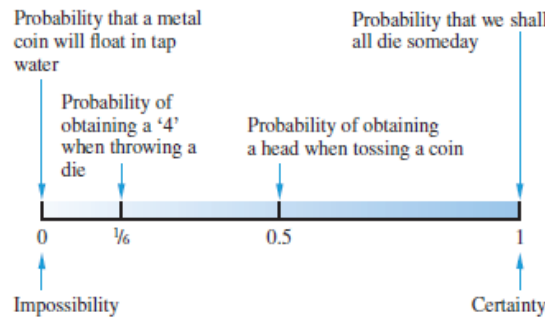 Probability that a metal
coin will float in tap
water
Probability that we shall
all die someday
Probability of
obtaining a ‘4’
when throwing a
die
Probability of obtaining
a head when tossing a coin
0
⅙
0.5
1
Impossibility
Certainty